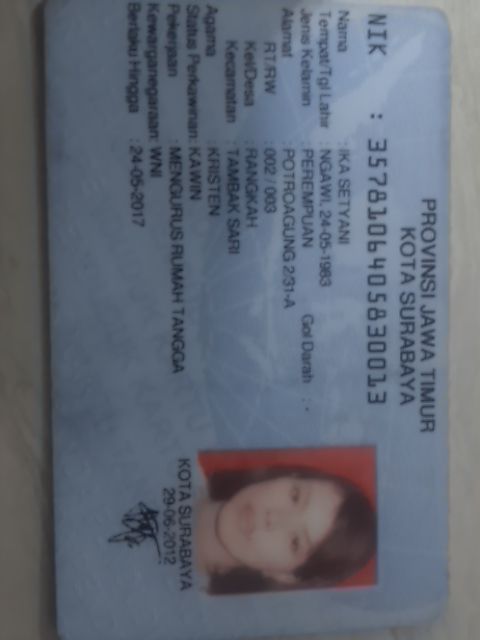 PROVINSI JAWA TIMUR
KOTA SURABAYA
NIK : 3578106405830013
Nama : IKA SETYANI
Tempat/Tgl Lahir : NGAWI, 24-05-1983
Jenis Kelamin : PEREMPUAN Gol Darah : -
Alamat : POTROAGUNG 2/31-A
RT/RW : 002 / 003
Kel/Desa : RANGKAH
Kecamatan : TAMBAK SARI
Agama : KRISTEN
Status Perkawinan : KAWIN
Pekerjaan : MENGURUS RUMAH TANGGA
Kewarganegaraan: WNI
Berlaku Hingga : 24-05-2017
KOTA SURABAYA
29-06-2012